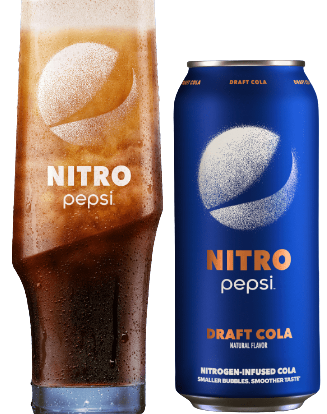 NITRO
pepsi
DRAFT COLA
NITRO
pepsi
DRAFT COLA
NATURAL FLAVOR
NITROGEN-INFUSED COLA
SMALLER BUBBLES, SMOOTHER TASTE*